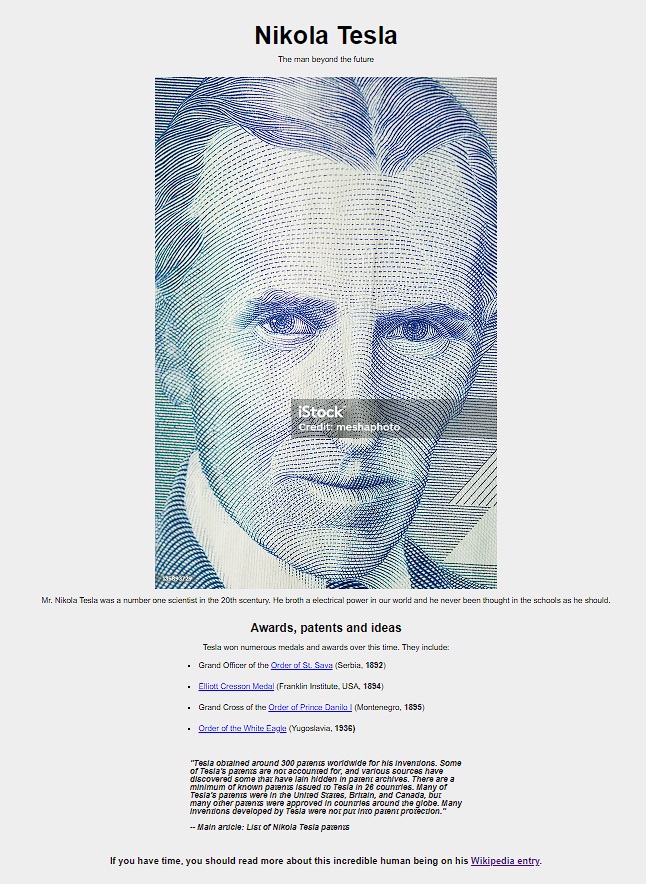 Nikola Tesla
The man beyond the future
iStock
Credit: meshaphoto
Mr. Nikola Tesla was a number one scientist in the 20th scentury. He broth a electrical power in our world and he never been thought in the schools as he should.
Awards, patents and ideas
Tesla won numerous medals and awards over this time. They include:
• Grand Officer of the Order of St. Sava (Serbia, 1892)
• Elliott Cresson Medal (Franklin Institute, USA, 1894)
• Grand Cross of the Order of Prince Danilo I (Montenegro, 1895)
• Order of the White Eagle (Yugoslavia, 1936)
"Tesla obtained around 300 patents worldwide for his inventions. Some
of Tesla's patents are not accounted for, and various sources have
discovered some that have lain hidden in patent archives. There are a
minimum of known patents issued to Tesla in 26 countries. Many of
Tesla's patents were in the United States, Britain, and Canada, but
many other patents were approved in countries around the globe. Many
inventions developed by Tesla were not put into patent protection."
-- Main article: List of Nikola Tesla patents
If you have time, you should read more about this incredible human being on his Wikipedia entry.